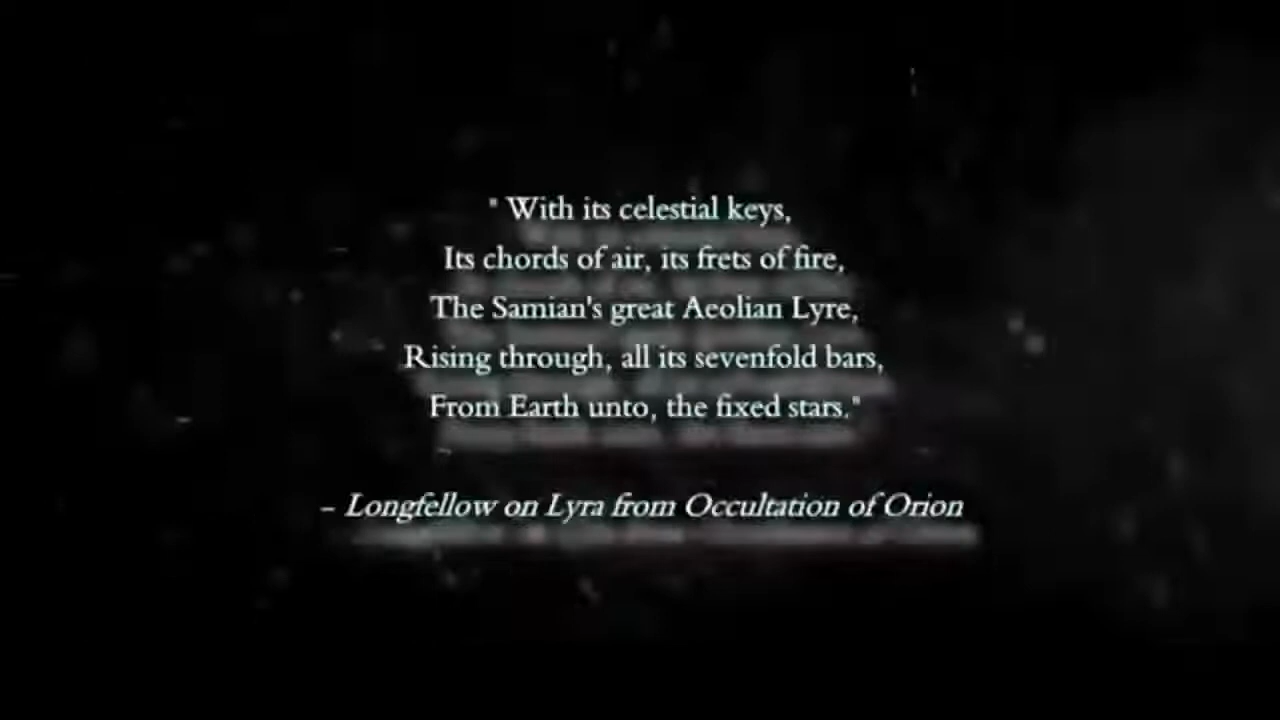 " With its celestial keys,
Its chords of air, its frets of fire,
The Samian's great Aeolian Lyre,
Rising through, all its sevenfold bars,
From Earth unto, the fixed stars."
– Longfellow on Lyra from Occultation of Orion